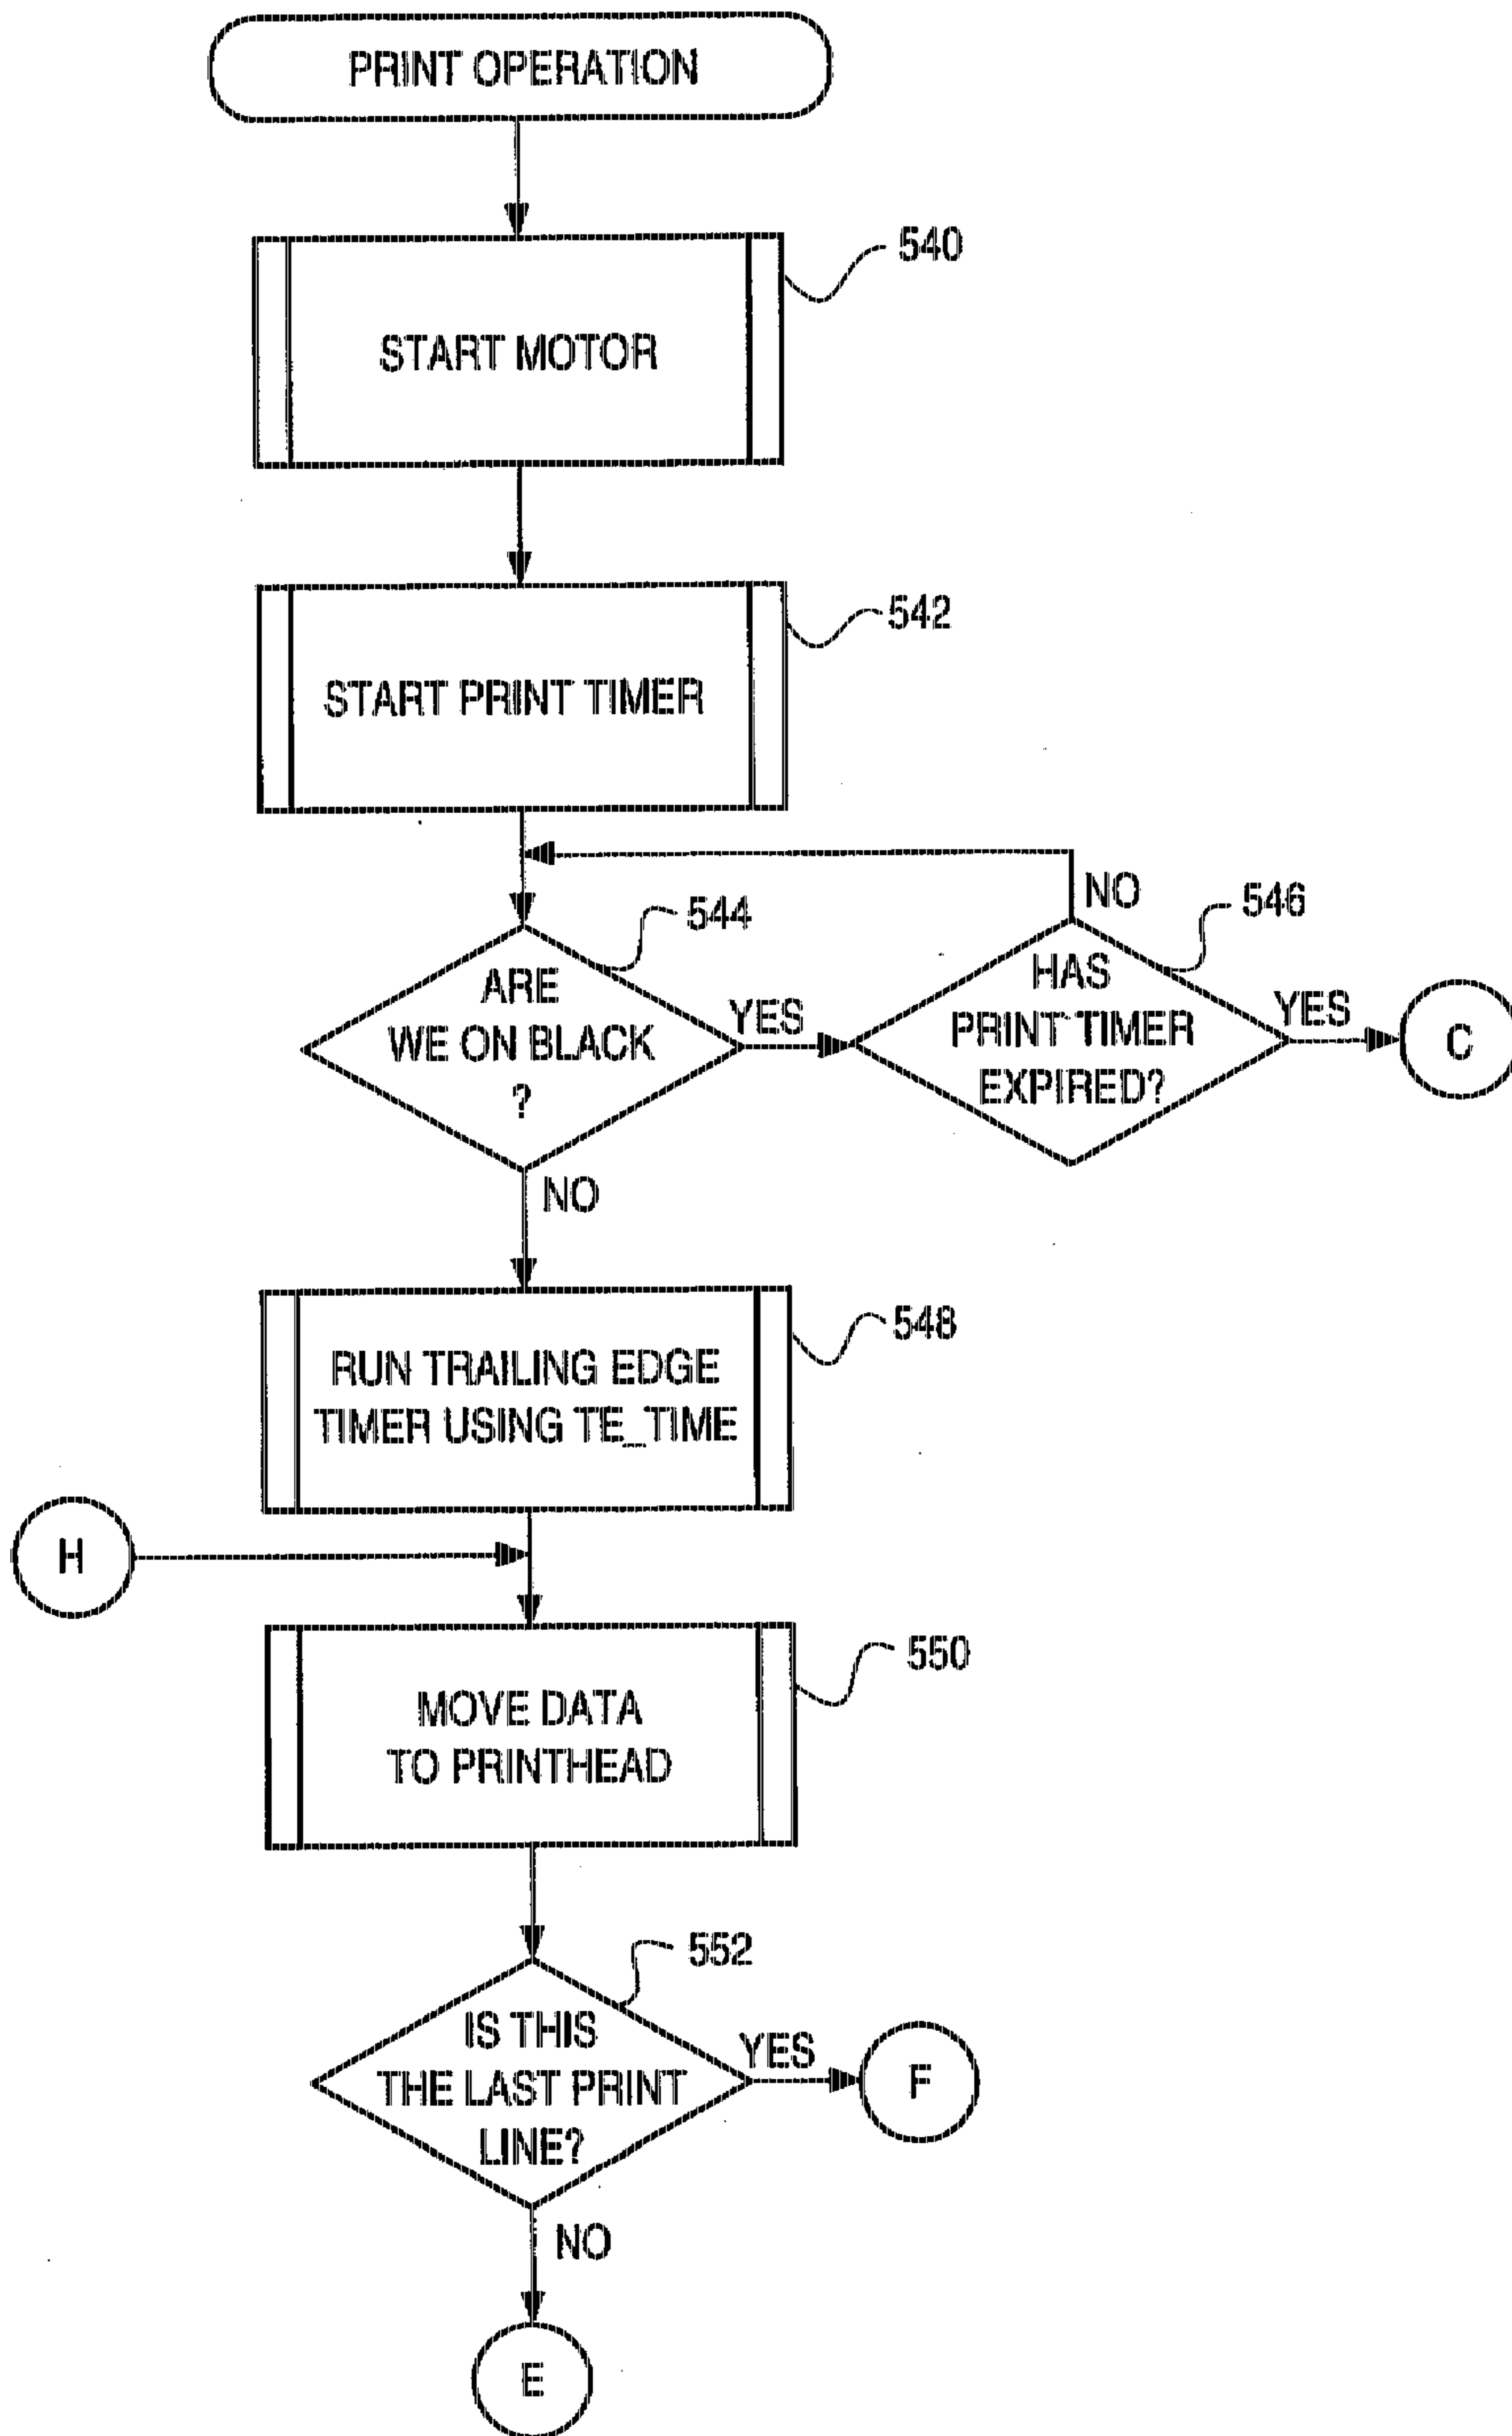 PRINT OPERATION
540
START MOTOR
542
START PRINT TIMER
544
ARE
WE ON BLACK
?
YES
NO
546
HAS
PRINT TIMER
EXPIRED?
NO
YES
C
548
RUN TRAILING EDGE
TIMER USING TE_TIME
H
550
MOVE DATA
TO PRINTHEAD
552
IS THIS
THE LAST PRINT
LINE?
YES
F
NO
E